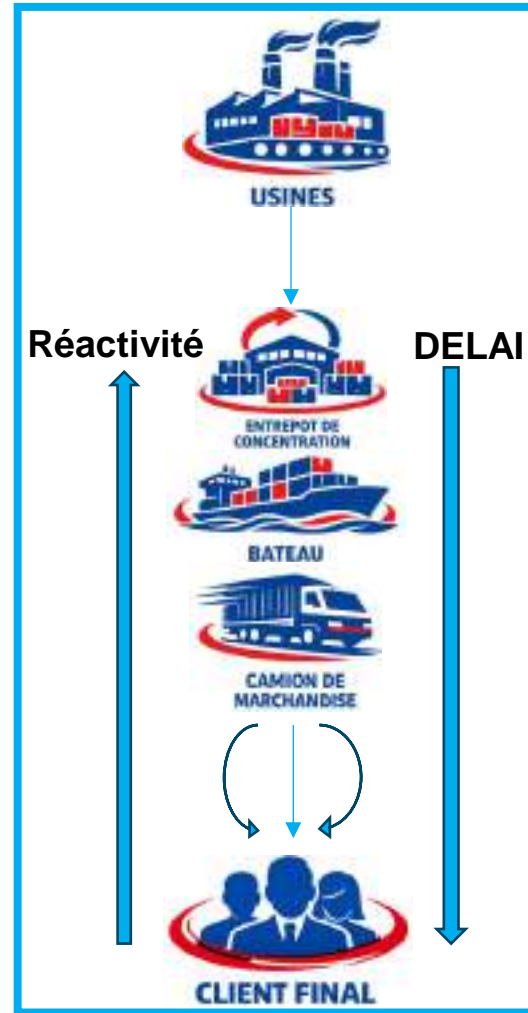 USINES
Réactivité
DELAI
ENTREPOT DE
CONCENTRATION
BATEAU
CAMION DE
MARCHANDISE
CLIENT FINAL